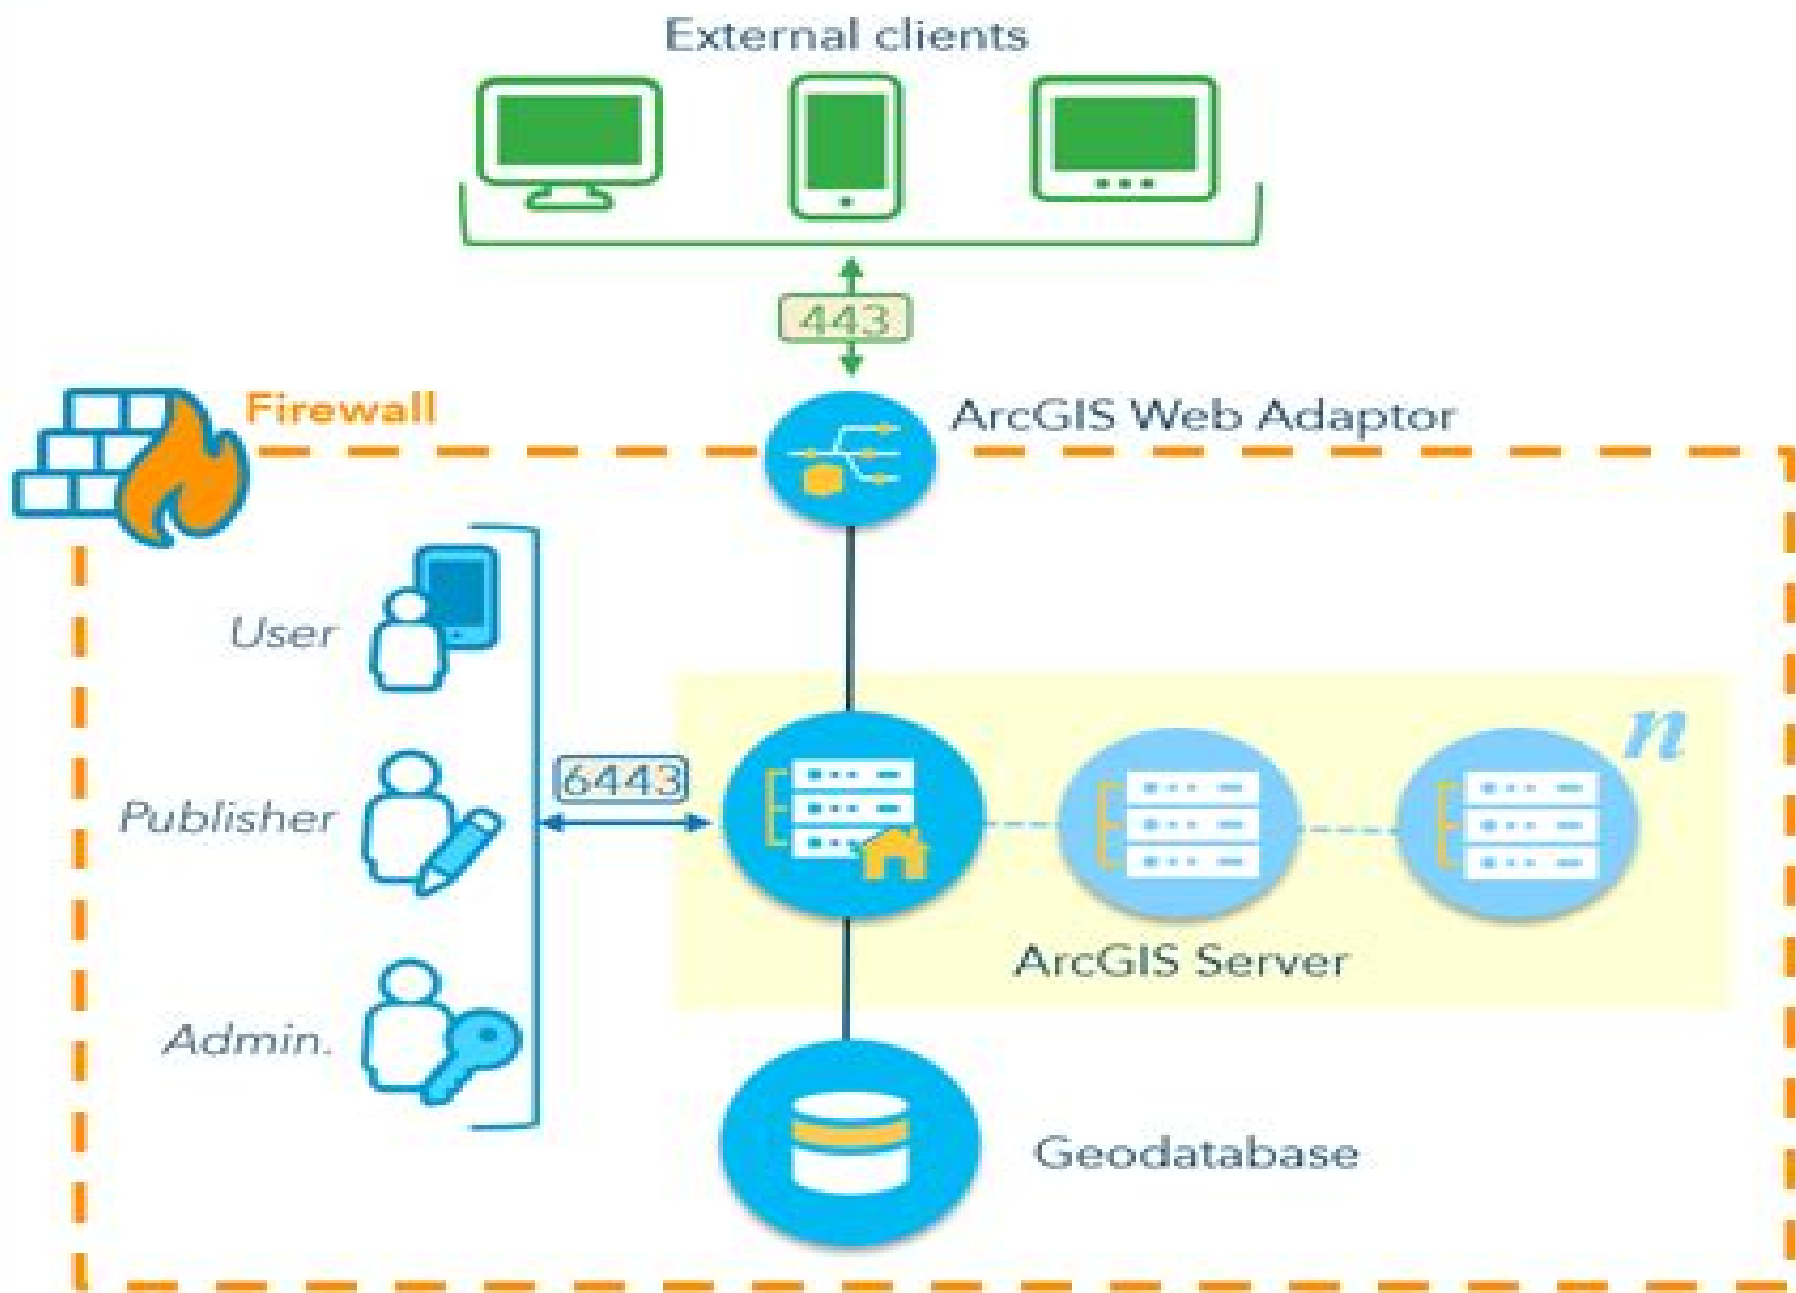 External clients
443
Firewall
ArcGIS Web Adaptor
User
n
6443
Publisher
ArcGIS Server
Admin.
Geodatabase